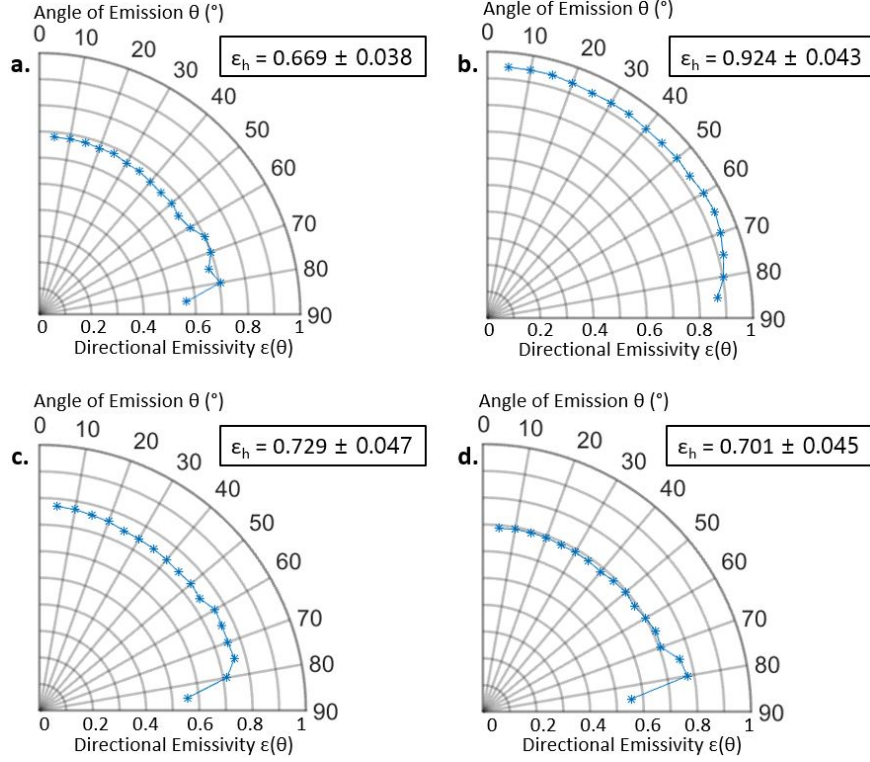 Angle of Emission θ (°)
0 10 20 30 40 50 60 70 80 90
a.
εh = 0.669 ± 0.038
0 0.2 0.4 0.6 0.8 1
Directional Emissivity ε(θ)
Angle of Emission θ (°)
0 10 20 30 40 50 60 70 80 90
b.
εh = 0.924 ± 0.043
0 0.2 0.4 0.6 0.8 1
Directional Emissivity ε(θ)
Angle of Emission θ (°)
0 10 20 30 40 50 60 70 80 90
c.
εh = 0.729 ± 0.047
0 0.2 0.4 0.6 0.8 1
Directional Emissivity ε(θ)
Angle of Emission θ (°)
0 10 20 30 40 50 60 70 80 90
d.
εh = 0.701 ± 0.045
0 0.2 0.4 0.6 0.8 1
Directional Emissivity ε(θ)